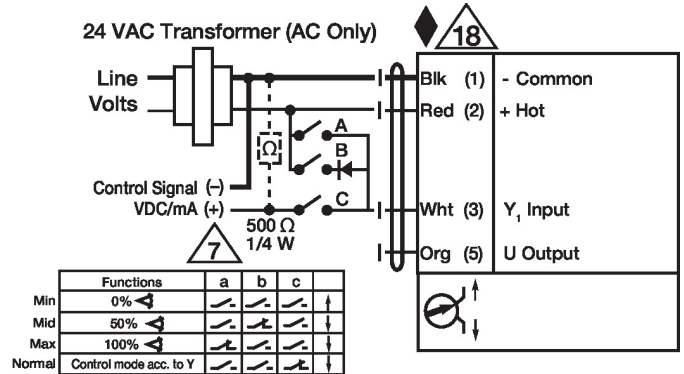 24 VAC Transformer (AC Only)
18
Line
Volts
Blk (1) - Common
Red (2) + Hot
A
Ω
B
Control Signal (–)
VDC/mA (+)
C
Wht (3) Y1 Input
500 Ω
1/4 W
7
Org (5) U Output
Functions a b c
Min 0%
Mid 50%
Max 100%
Normal Control mode acc. to Y